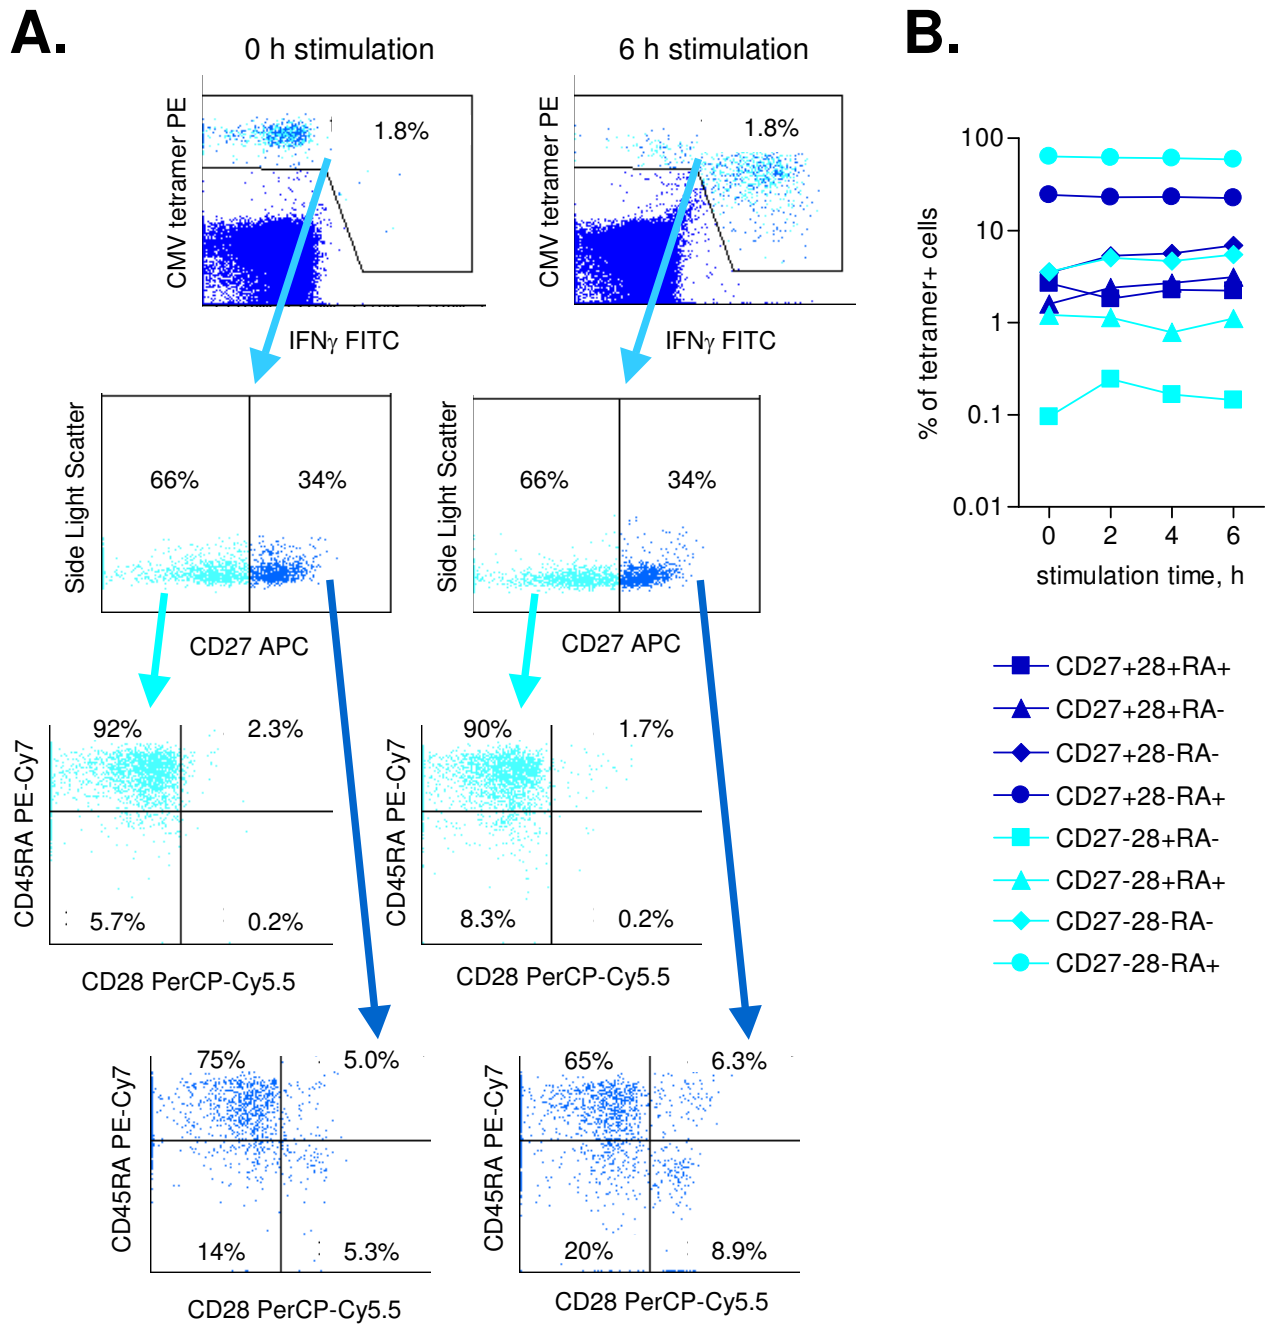 A.
B.
0 h stimulation
6 h stimulation
CMV tetramer PE
1.8%
IFNγ FITC
CMV tetramer PE
1.8%
IFNγ FITC
Side Light Scatter
66%
34%
CD27 APC
Side Light Scatter
66%
34%
CD27 APC
CD45RA PE-Cy7
92%
2.3%
5.7%
0.2%
CD28 PerCP-Cy5.5
CD45RA PE-Cy7
90%
1.7%
8.3%
0.2%
CD28 PerCP-Cy5.5
CD45RA PE-Cy7
75%
5.0%
14%
5.3%
CD28 PerCP-Cy5.5
CD45RA PE-Cy7
65%
6.3%
20%
8.9%
CD28 PerCP-Cy5.5
% of tetramer+ cells
100
10
1
0.1
0.01
0 2 4 6
stimulation time, h
CD27+28+RA+
CD27+28+RA-
CD27+28-RA-
CD27+28-RA+
CD27-28+RA-
CD27-28+RA+
CD27-28-RA-
CD27-28-RA+